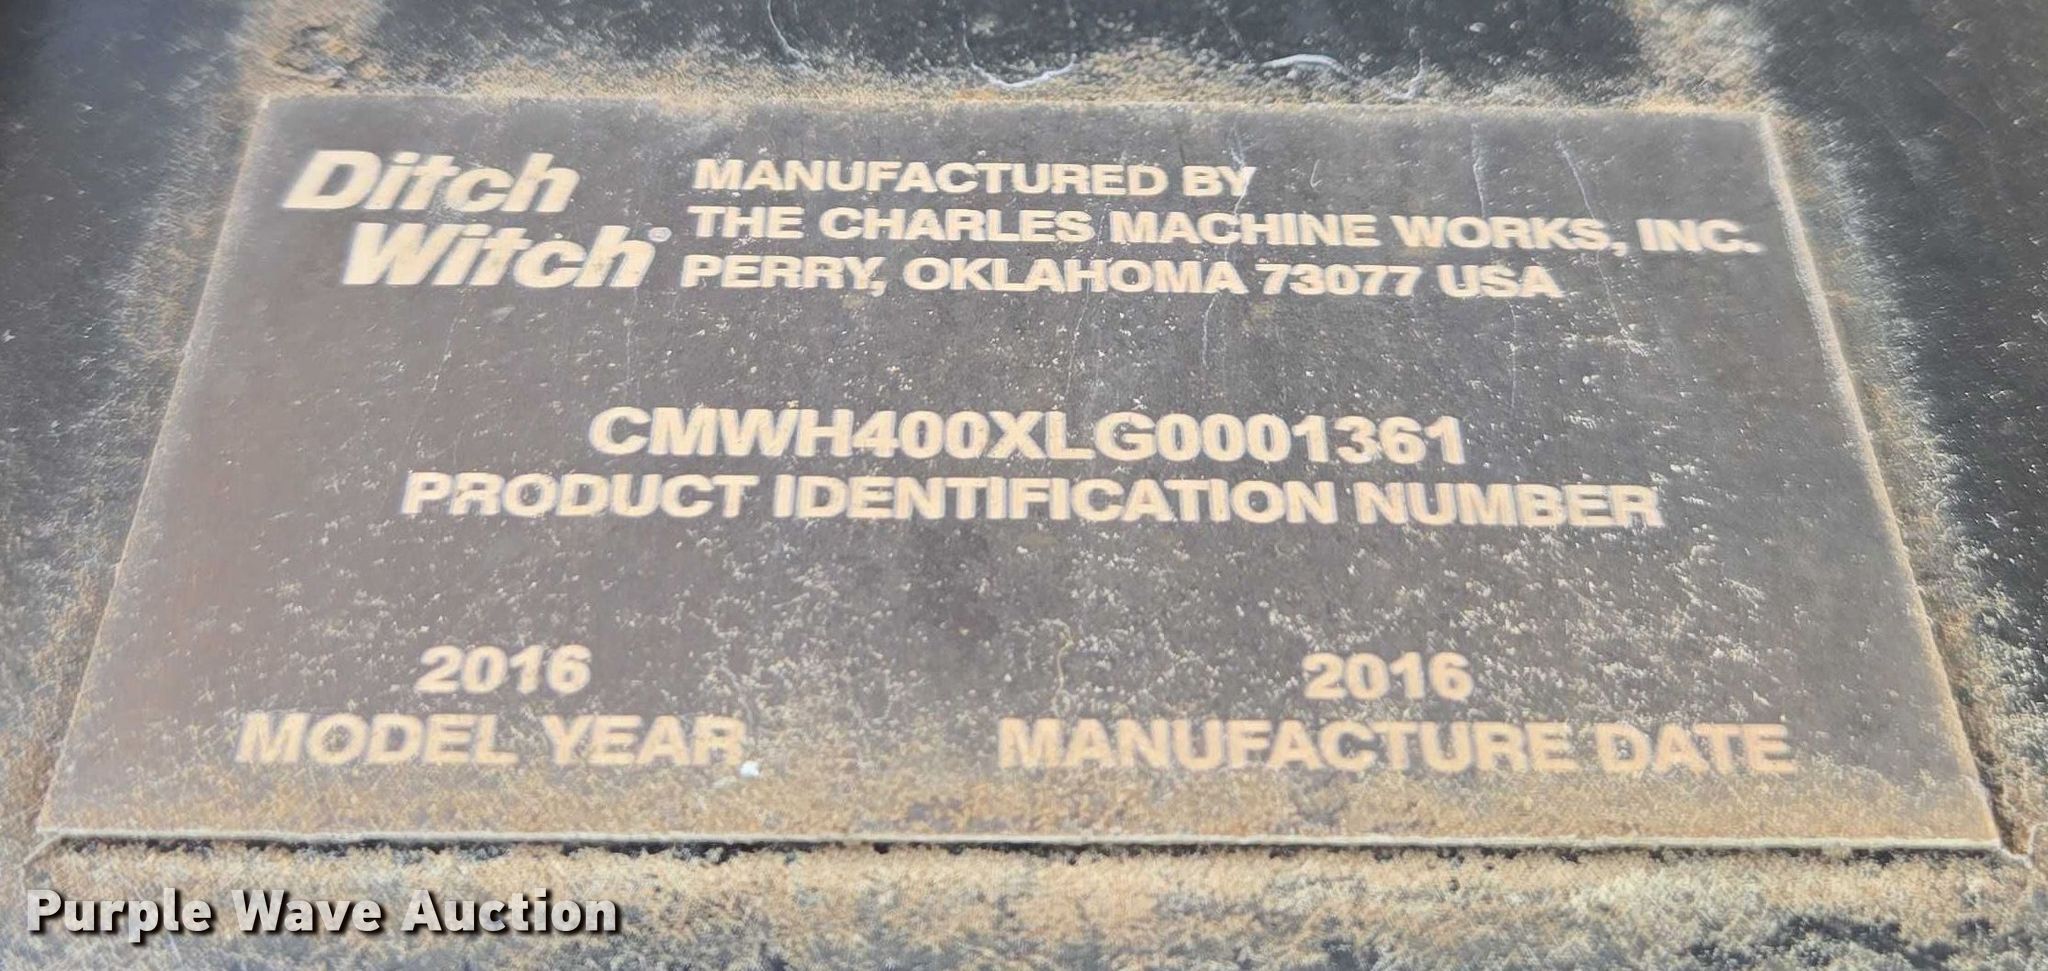 Ditch
Witch®
MANUFACTURED BY
THE CHARLES MACHINE WORKS, INC.
PERRY, OKLAHOMA 73077 USA
CMWH400XLG0001361
PRODUCT IDENTIFICATION NUMBER
2016
MODEL YEAR
2016
MANUFACTURE DATE
Purple Wave Auction